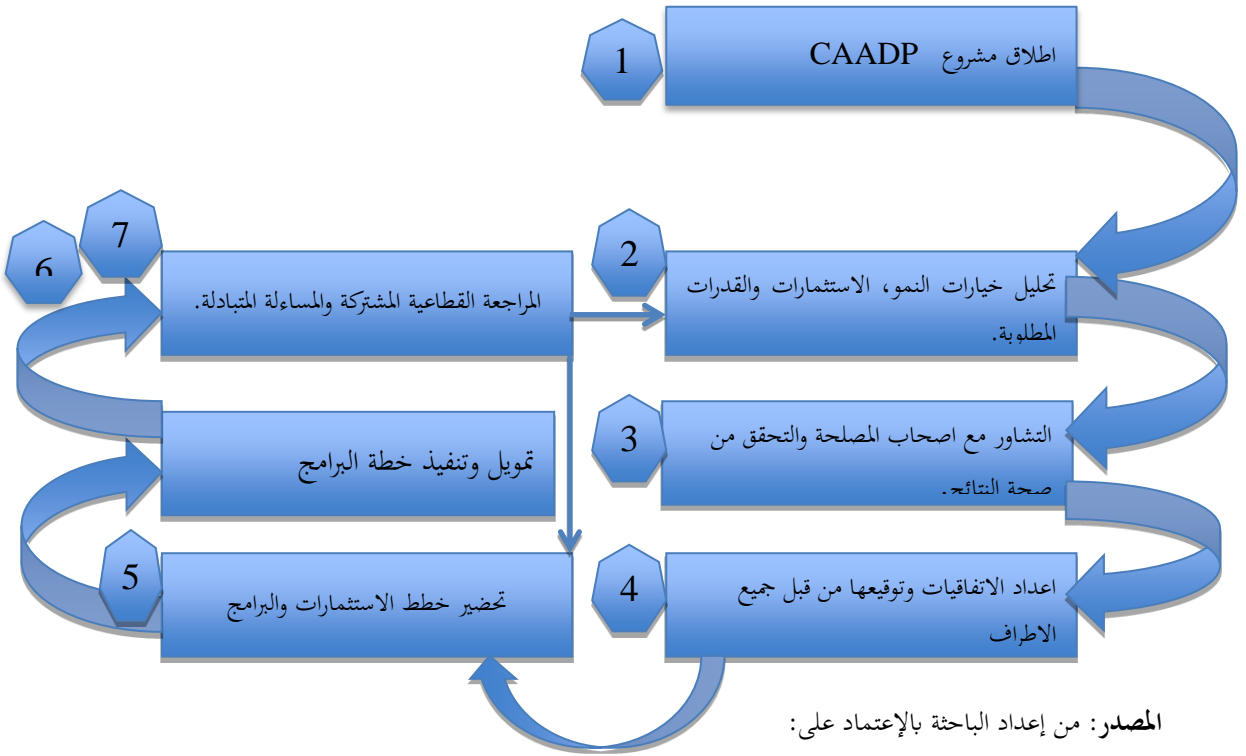 1
اطلاق مشروع CAADP
2
تحليل خيارات النمو، الاستثمارات والقدرات
المطلوبة.
3
التشاور مع اصحاب المصلحة والتحقق من
صحة النتائج.
4
اعداد الاتفاقيات وتوقيعها من قبل جميع
الاطراف
5
تحضير خطط الاستثمارات والبرامج
6
تمويل وتنفيذ خطة البرامج
7
المراجعة القطاعية المشتركة والمساءلة المتبادلة.
المصدر: من إعداد الباحثة بالإعتماد على: